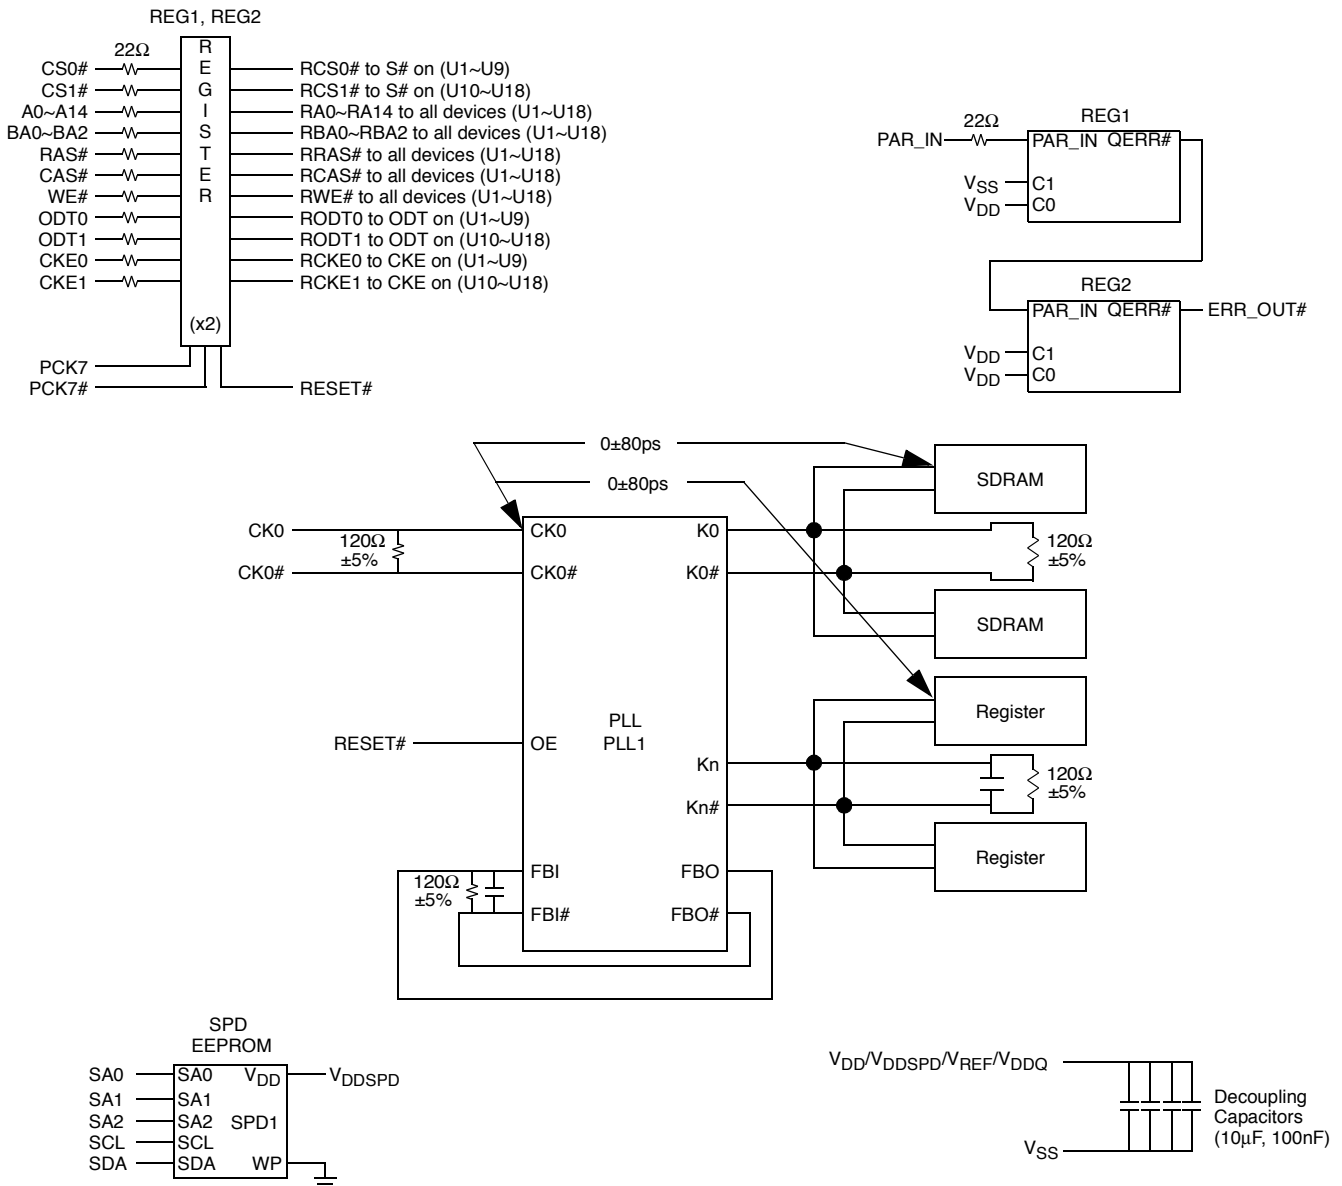 REG1, REG2
22Ω
R
E
G
I
S
T
E
R
(x2)
CS0#
RCS0# to S# on (U1~U9)
CS1#
RCS1# to S# on (U10~U18)
A0~A14
RA0~RA14 to all devices (U1~U18)
BA0~BA2
RBA0~RBA2 to all devices (U1~U18)
RAS#
RRAS# to all devices (U1~U18)
CAS#
RCAS# to all devices (U1~U18)
WE#
RWE# to all devices (U1~U18)
ODT0
RODT0 to ODT on (U1~U9)
ODT1
RODT1 to ODT on (U10~U18)
CKE0
RCKE0 to CKE on (U1~U9)
CKE1
RCKE1 to CKE on (U10~U18)
PCK7
PCK7#
RESET#
REG1
PAR_IN
22Ω
PAR_IN QERR#
VSS
C1
VDD
C0
REG2
PAR_IN QERR#
ERR_OUT#
VDD
C1
VDD
C0
0±80ps
0±80ps
CK0
CK0#
120Ω
±5%
CK0
CK0#
RESET#
OE
PLL
PLL1
K0
K0#
SDRAM
120Ω
±5%
SDRAM
Kn
Kn#
Register
120Ω
±5%
Register
120Ω
±5%
FBI
FBI#
FBO
FBO#
SPD
EEPROM
SA0
SA1
SA2
SCL
SDA
SA0
SA1
SA2
SCL
SDA
VDD
SPD1
WP
VDDSPD
VDD/VDDSPD/VREF/VDDQ
VSS
Decoupling
Capacitors
(10µF, 100nF)